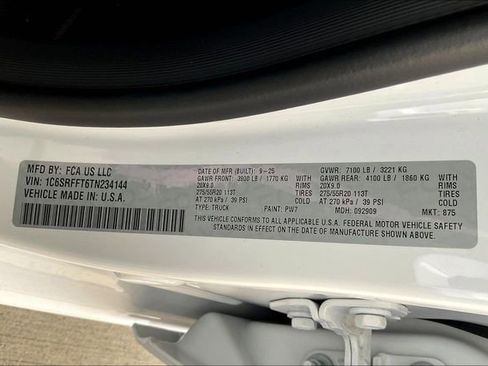 MFD BY: FCA US LLC
VIN: 1C6SRFFT6TN234144
VEHICLE MADE IN: U.S.A.
DATE OF MFR (BUILT): 9-25 GVWR: 7100 LB / 3221 KG
GAWR FRONT: 3900 LB / 1770 KG GAWR REAR: 4100 LB / 1860 KG
20X9.0 TIRES 20X9.0 TIRES
275/55R20 113T COLD 275/55R20 113T COLD
AT 270 kPa / 39 PSI AT 270 kPa / 39 PSI
TYPE: TRUCK PAINT: PW7 MDH: 092909 MKT: 875
THIS VEHICLE CONFORMS TO ALL APPLICABLE U.S.A. FEDERAL MOTOR VEHICLE SAFETY
STANDARDS IN EFFECT ON THE DATE OF MANUFACTURE SHOWN ABOVE